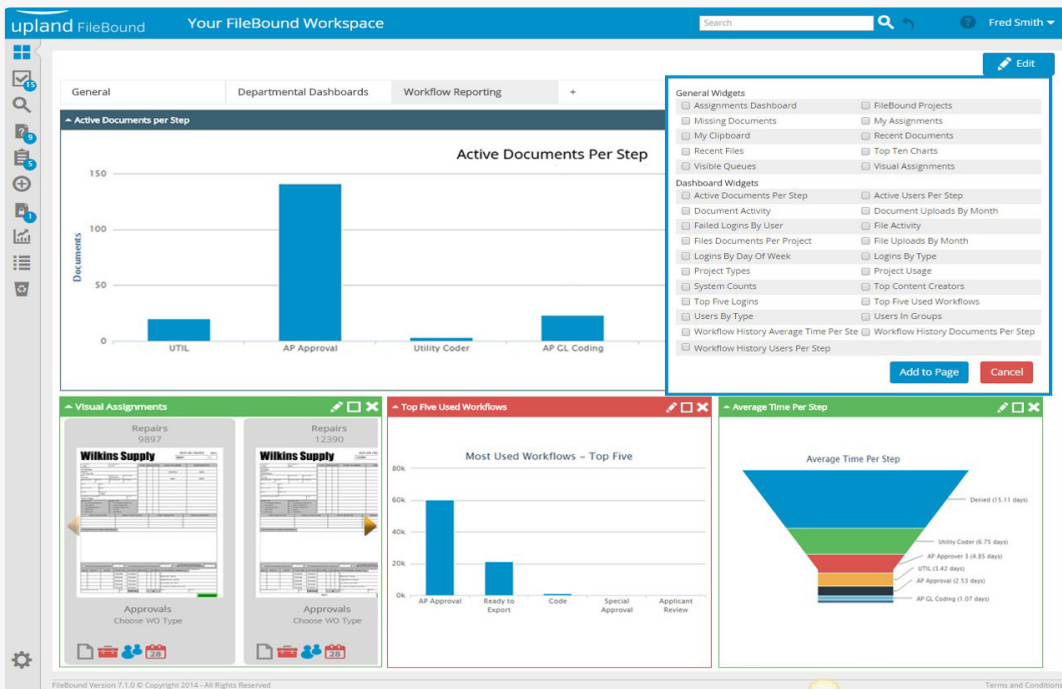 upland FileBound
Your FileBound Workspace
Search
?
Fred Smith
Edit
15
9
5
1
General
Departmental Dashboards
Workflow Reporting
+
Active Documents per Step
Active Documents Per Step
150
100
50
0
Documents
UTIL
AP Approval
Utility Coder
AP GL Coding
General Widgets
Assignments Dashboard
FileBound Projects
Missing Documents
My Assignments
My Clipboard
Recent Documents
Recent Files
Top Ten Charts
Visible Queues
Visual Assignments
Dashboard Widgets
Active Documents Per Step
Active Users Per Step
Document Activity
Document Uploads By Month
Failed Logins By User
File Activity
Files Documents Per Project
File Uploads By Month
Logins By Day Of Week
Logins By Type
Project Types
Project Usage
System Counts
Top Content Creators
Top Five Logins
Top Five Used Workflows
Users By Type
Users In Groups
Workflow History Average Time Per Ste
Workflow History Documents Per Step
Workflow History Users Per Step
Add to Page
Cancel
Visual Assignments
Repairs
9897
Wilkins Supply
Approvals
Choose WO Type
28
Repairs
12390
Wilkins Supply
Approvals
Choose WO Type
28
Top Five Used Workflows
Most Used Workflows – Top Five
80k
60k
40k
20k
0k
AP Approval
Ready to
Export
Code
Special
Approval
Applicant
Review
Average Time Per Step
Average Time Per Step
Denied (15.11 days)
Utility Coder (6.75 days)
AP Approver 3 (4.85 days)
UTIL (3.42 days)
AP Approval (2.53 days)
AP GL Coding (1.07 days)
FileBound Version 7.1.0 © Copyright 2014 - All Rights Reserved
Terms and Conditions